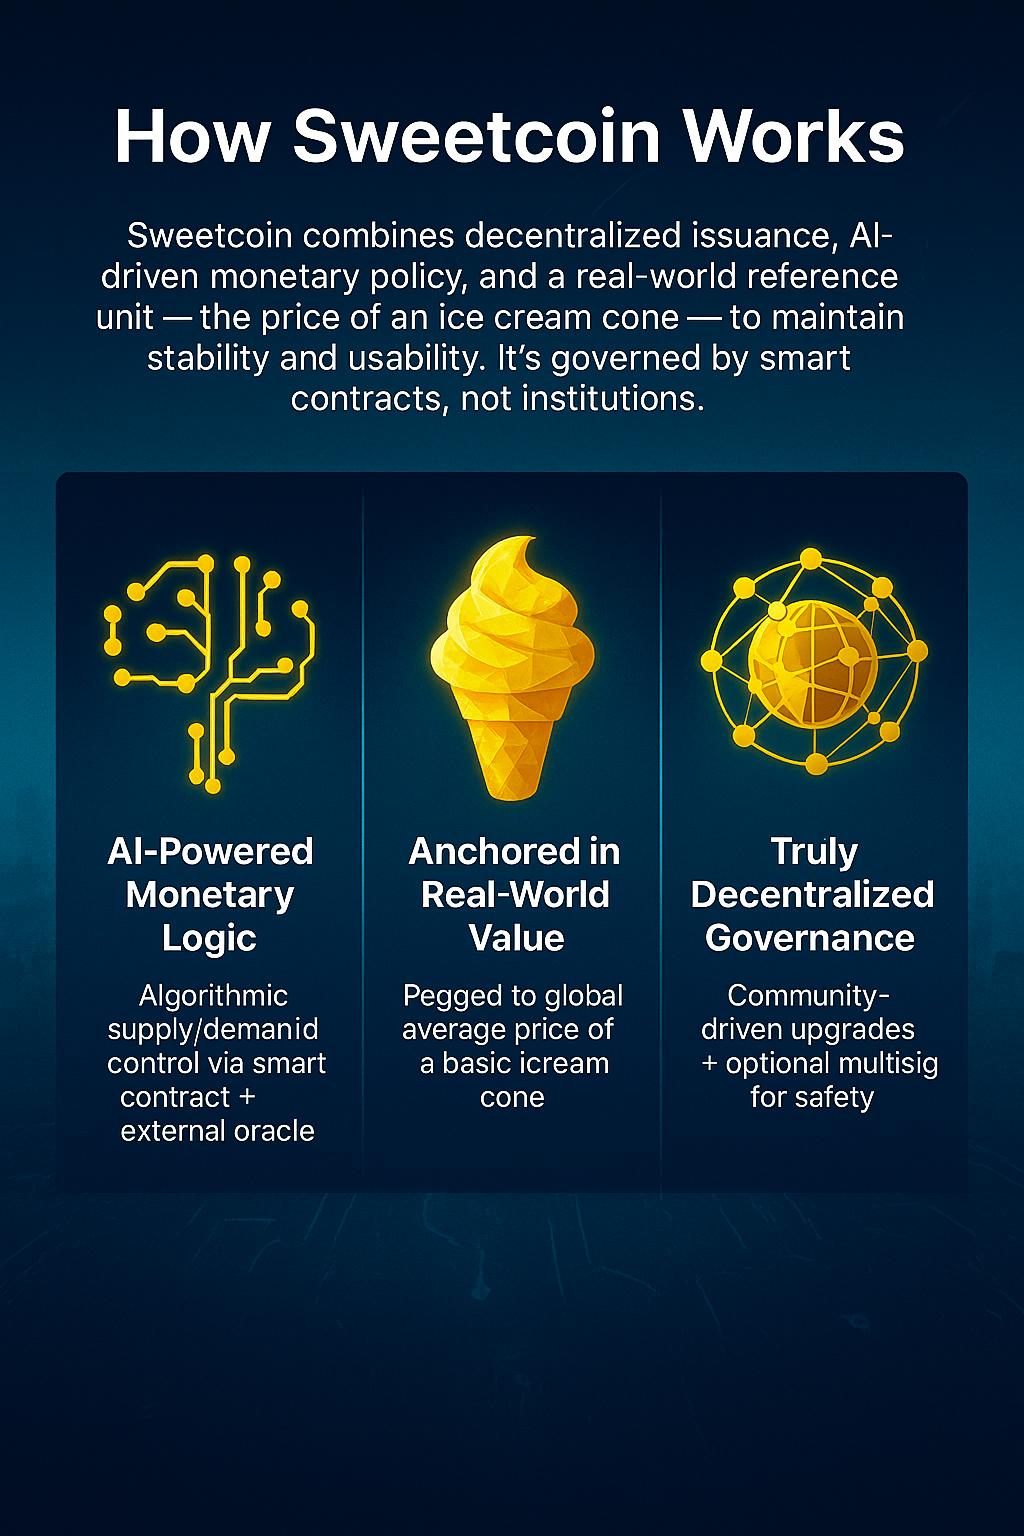 How Sweetcoin Works
Sweetcoin combines decentralized issuance, AI-
driven monetary policy, and a real-world reference
unit — the price of an ice cream cone — to maintain
stability and usability. It’s governed by smart
contracts, not institutions.
AI-Powered
Monetary
Logic
Algorithmic
supply/demanid
control via smart
contract +
external oracle
Anchored in
Real-World
Value
Pegged to global
average price of
a basic icream
cone
Truly
Decentralized
Governance
Community-
driven upgrades
+ optional multisig
for safety